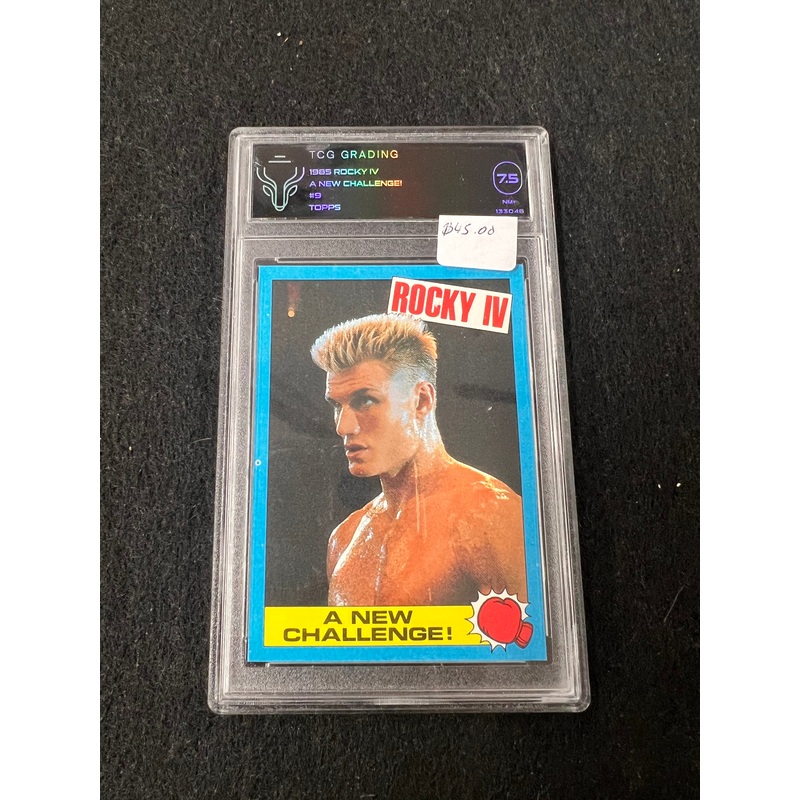 TCG GRADING
1985 ROCKY IV
A NEW CHALLENGE!
#9
TOPPS
7.5
NM+
133048
$45.00
ROCKY IV
A NEW
CHALLENGE!